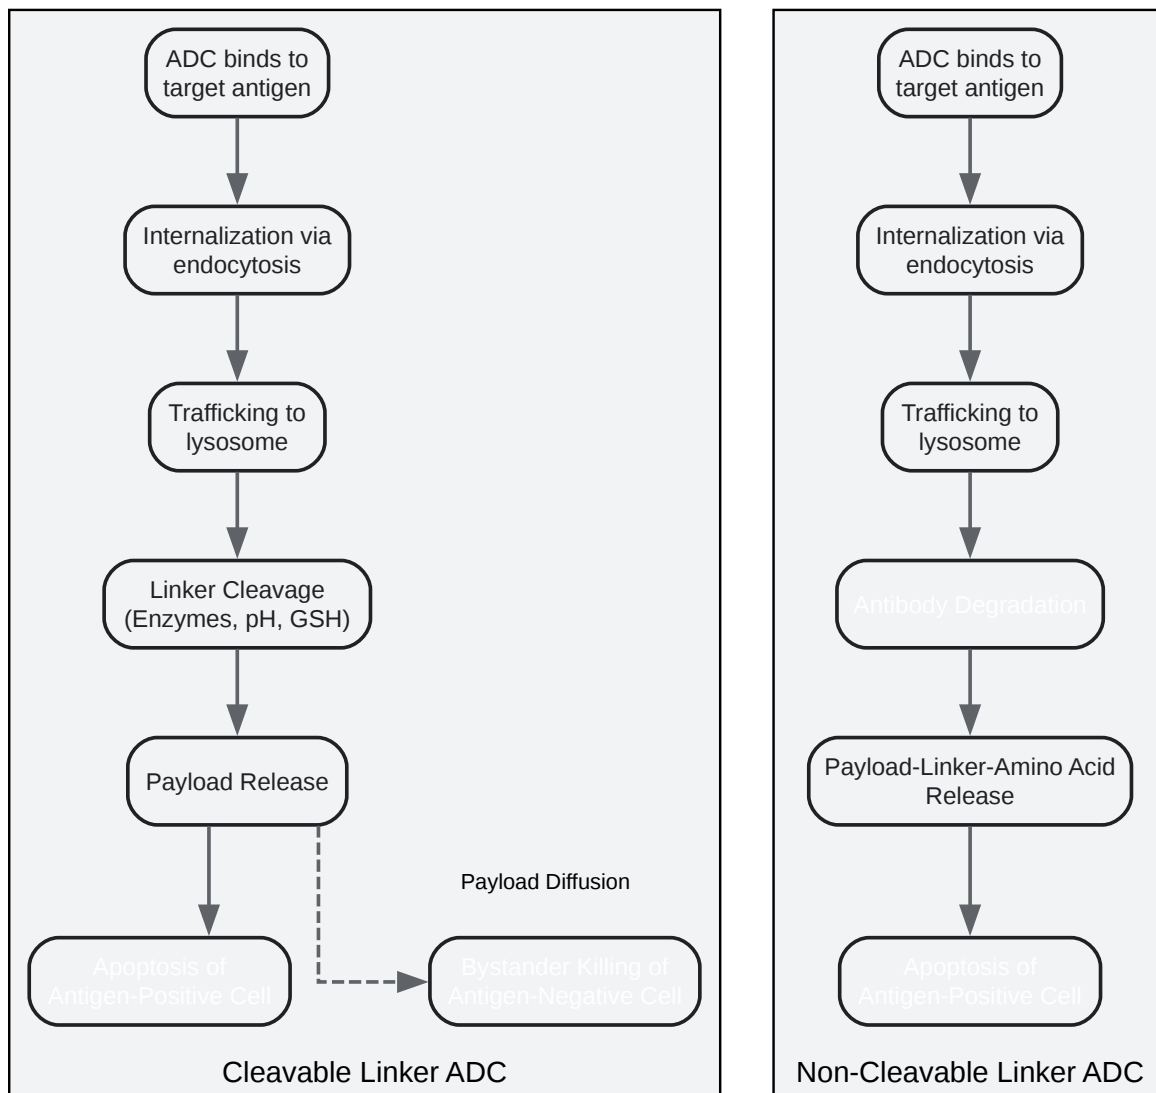 ADC binds to
target antigen
Internalization via
endocytosis
Trafficking to
lysosome
Linker Cleavage
(Enzymes, pH, GSH)
Payload Release
Payload Diffusion
Apoptosis of
Antigen-Positive Cell
Bystander Killing of
Antigen-Negative Cell
Cleavable Linker ADC
ADC binds to
target antigen
Internalization via
endocytosis
Trafficking to
lysosome
Antibody Degradation
Payload-Linker-Amino Acid
Release
Apoptosis of
Antigen-Positive Cell
Non-Cleavable Linker ADC